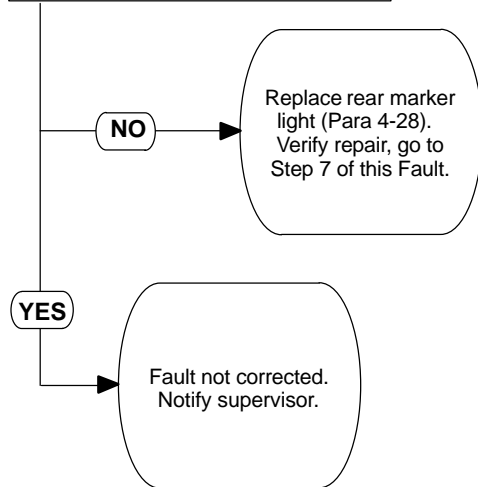 NO
Replace rear marker
light (Para 4-28).
Verify repair, go to
Step 7 of this Fault.
YES
Fault not corrected.
Notify supervisor.